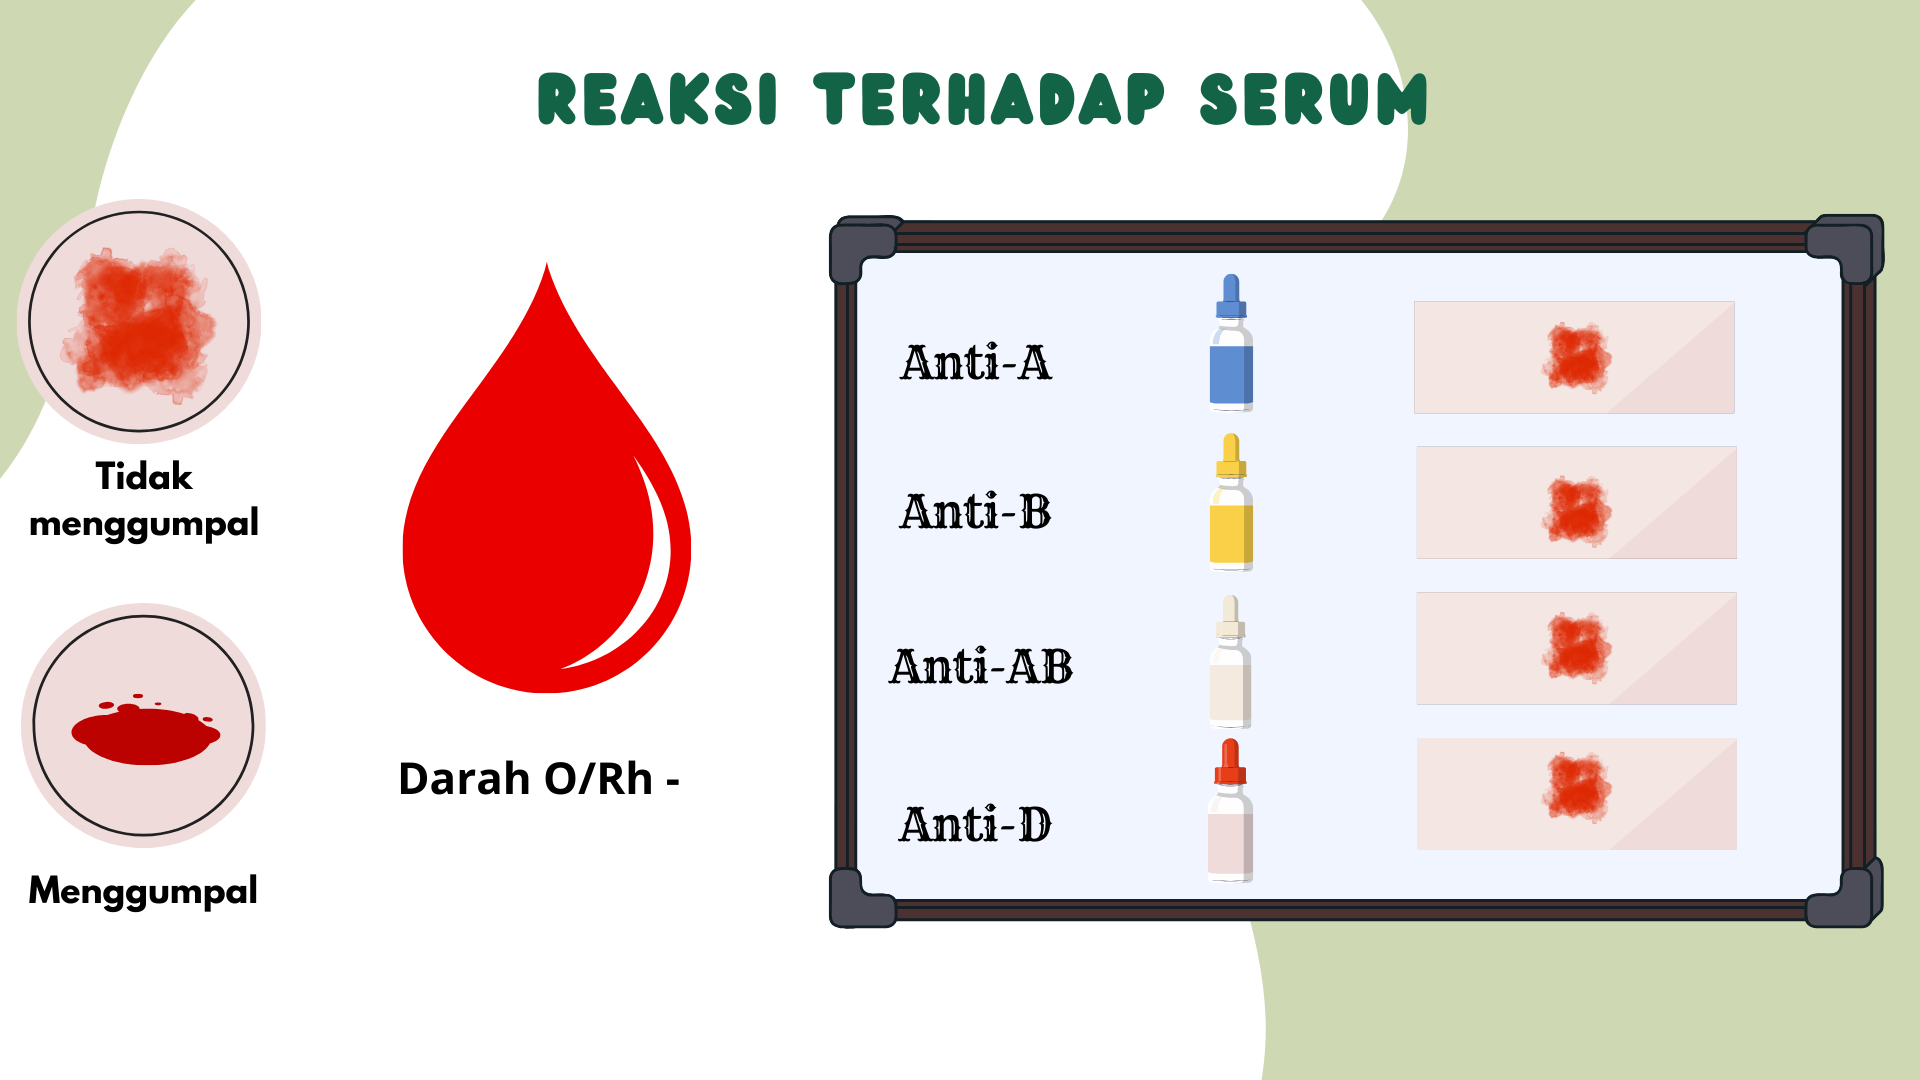 REAKSI TERHADAP SERUM
Tidak
menggumpal
Menggumpal
Darah O/Rh -
Anti-A
Anti-B
Anti-AB
Anti-D